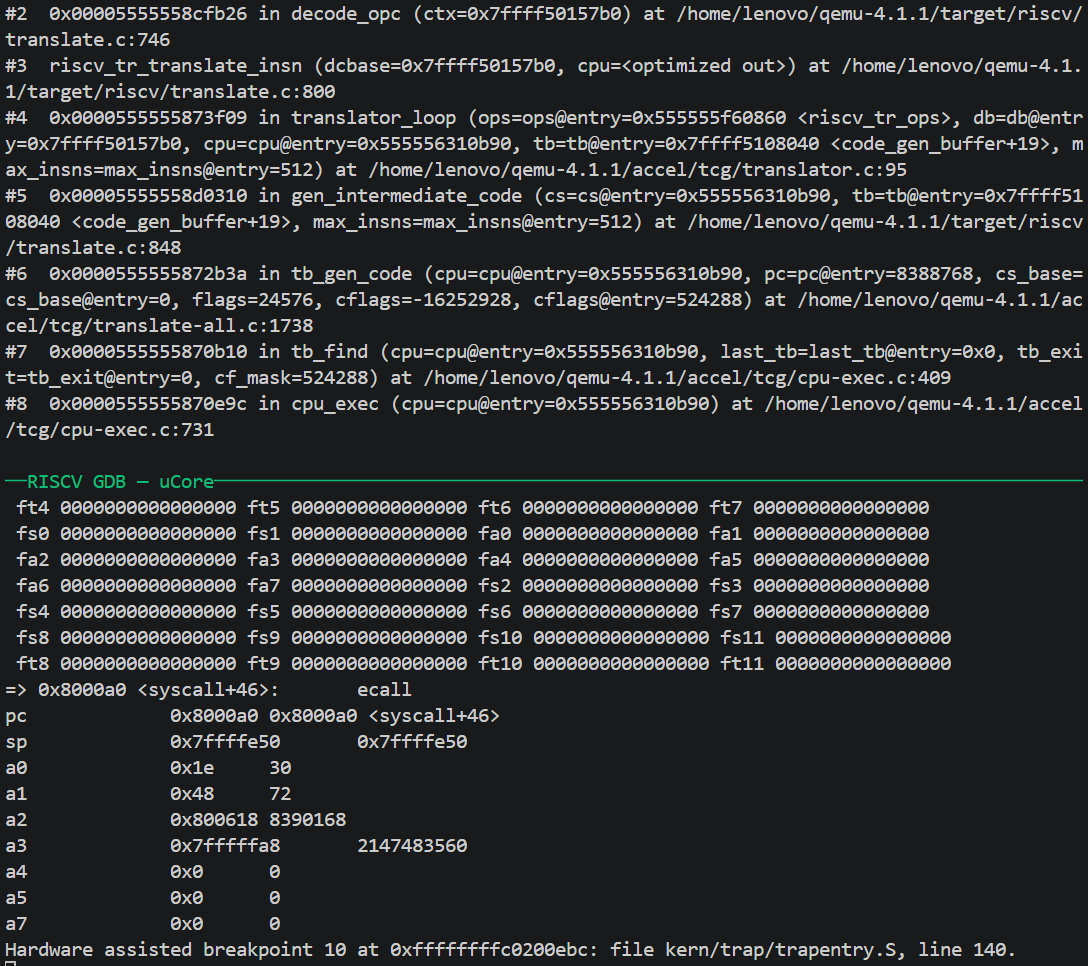 #2  0x00005555558cfb26 in decode_opc (ctx=0x7ffff50157b0) at /home/lenovo/qemu-4.1.1/target/riscv/
translate.c:746
#3  riscv_tr_translate_insn (dcbase=0x7ffff50157b0, cpu=<optimized out>) at /home/lenovo/qemu-4.1.
1/target/riscv/translate.c:800
#4  0x0000555555873f09 in translator_loop (ops=ops@entry=0x555555f60860 <riscv_tr_ops>, db=db@entr
y=0x7ffff50157b0, cpu=cpu@entry=0x555556310b90, tb=tb@entry=0x7ffff5108040 <code_gen_buffer+19>, m
ax_insns=max_insns@entry=512) at /home/lenovo/qemu-4.1.1/accel/tcg/translator.c:95
#5  0x00005555558d0310 in gen_intermediate_code (cs=cs@entry=0x555556310b90, tb=tb@entry=0x7ffff51
08040 <code_gen_buffer+19>, max_insns=max_insns@entry=512) at /home/lenovo/qemu-4.1.1/target/riscv
/translate.c:848
#6  0x0000555555872b3a in tb_gen_code (cpu=cpu@entry=0x555556310b90, pc=pc@entry=8388768, cs_base=
cs_base@entry=0, flags=24576, cflags=-16252928, cflags@entry=524288) at /home/lenovo/qemu-4.1.1/ac
cel/tcg/translate-all.c:1738
#7  0x0000555555870b10 in tb_find (cpu=cpu@entry=0x555556310b90, last_tb=last_tb@entry=0x0, tb_exi
t=tb_exit@entry=0, cf_mask=524288) at /home/lenovo/qemu-4.1.1/accel/tcg/cpu-exec.c:409
#8  0x0000555555870e9c in cpu_exec (cpu=cpu@entry=0x555556310b90) at /home/lenovo/qemu-4.1.1/accel
/tcg/cpu-exec.c:731
RISCV GDB — uCore
ft4 0000000000000000 ft5 0000000000000000 ft6 0000000000000000 ft7 0000000000000000
fs0 0000000000000000 fs1 0000000000000000 fa0 0000000000000000 fa1 0000000000000000
fa2 0000000000000000 fa3 0000000000000000 fa4 0000000000000000 fa5 0000000000000000
fa6 0000000000000000 fa7 0000000000000000 fs2 0000000000000000 fs3 0000000000000000
fs4 0000000000000000 fs5 0000000000000000 fs6 0000000000000000 fs7 0000000000000000
fs8 0000000000000000 fs9 0000000000000000 fs10 0000000000000000 fs11 0000000000000000
ft8 0000000000000000 ft9 0000000000000000 ft10 0000000000000000 ft11 0000000000000000
=> 0x8000a0 <syscall+46>:       ecall
pc             0x8000a0 0x8000a0 <syscall+46>
sp             0x7ffffe50       0x7ffffe50
a0             0x1e     30
a1             0x48     72
a2             0x800618 8390168
a3             0x7fffffa8       2147483560
a4             0x0      0
a5             0x0      0
a7             0x0      0
Hardware assisted breakpoint 10 at 0xffffffffc0200ebc: file kern/trap/trapentry.S, line 140.